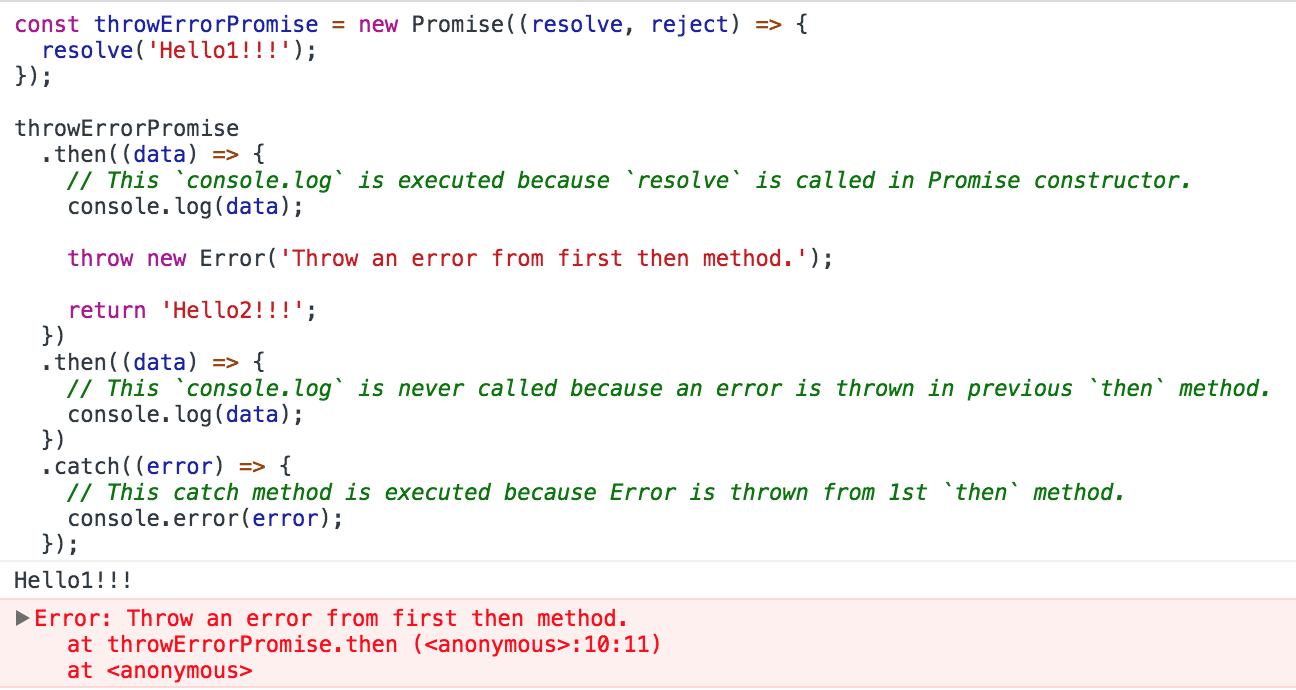 const throwErrorPromise = new Promise((resolve, reject) => {
  resolve('Hello1!!!');
});

throwErrorPromise
  .then((data) => {
    // This `console.log` is executed because `resolve` is called in Promise constructor.
    console.log(data);

    throw new Error('Throw an error from first then method.');

    return 'Hello2!!!';
  })
  .then((data) => {
    // This `console.log` is never called because an error is thrown in previous `then` method.
    console.log(data);
  })
  .catch((error) => {
    // This catch method is executed because Error is thrown from 1st `then` method.
    console.error(error);
  });
Hello1!!!
▶Error: Throw an error from first then method.
    at throwErrorPromise.then (<anonymous>:10:11)
    at <anonymous>